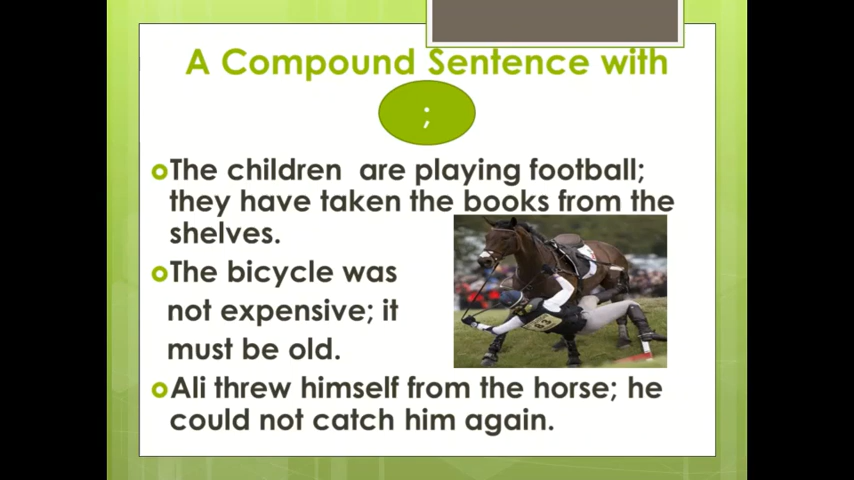 A Compound Sentence with
;
The children  are playing football;
they have taken the books from the
shelves.
The bicycle was
not expensive; it
must be old.
Ali threw himself from the horse; he
could not catch him again.